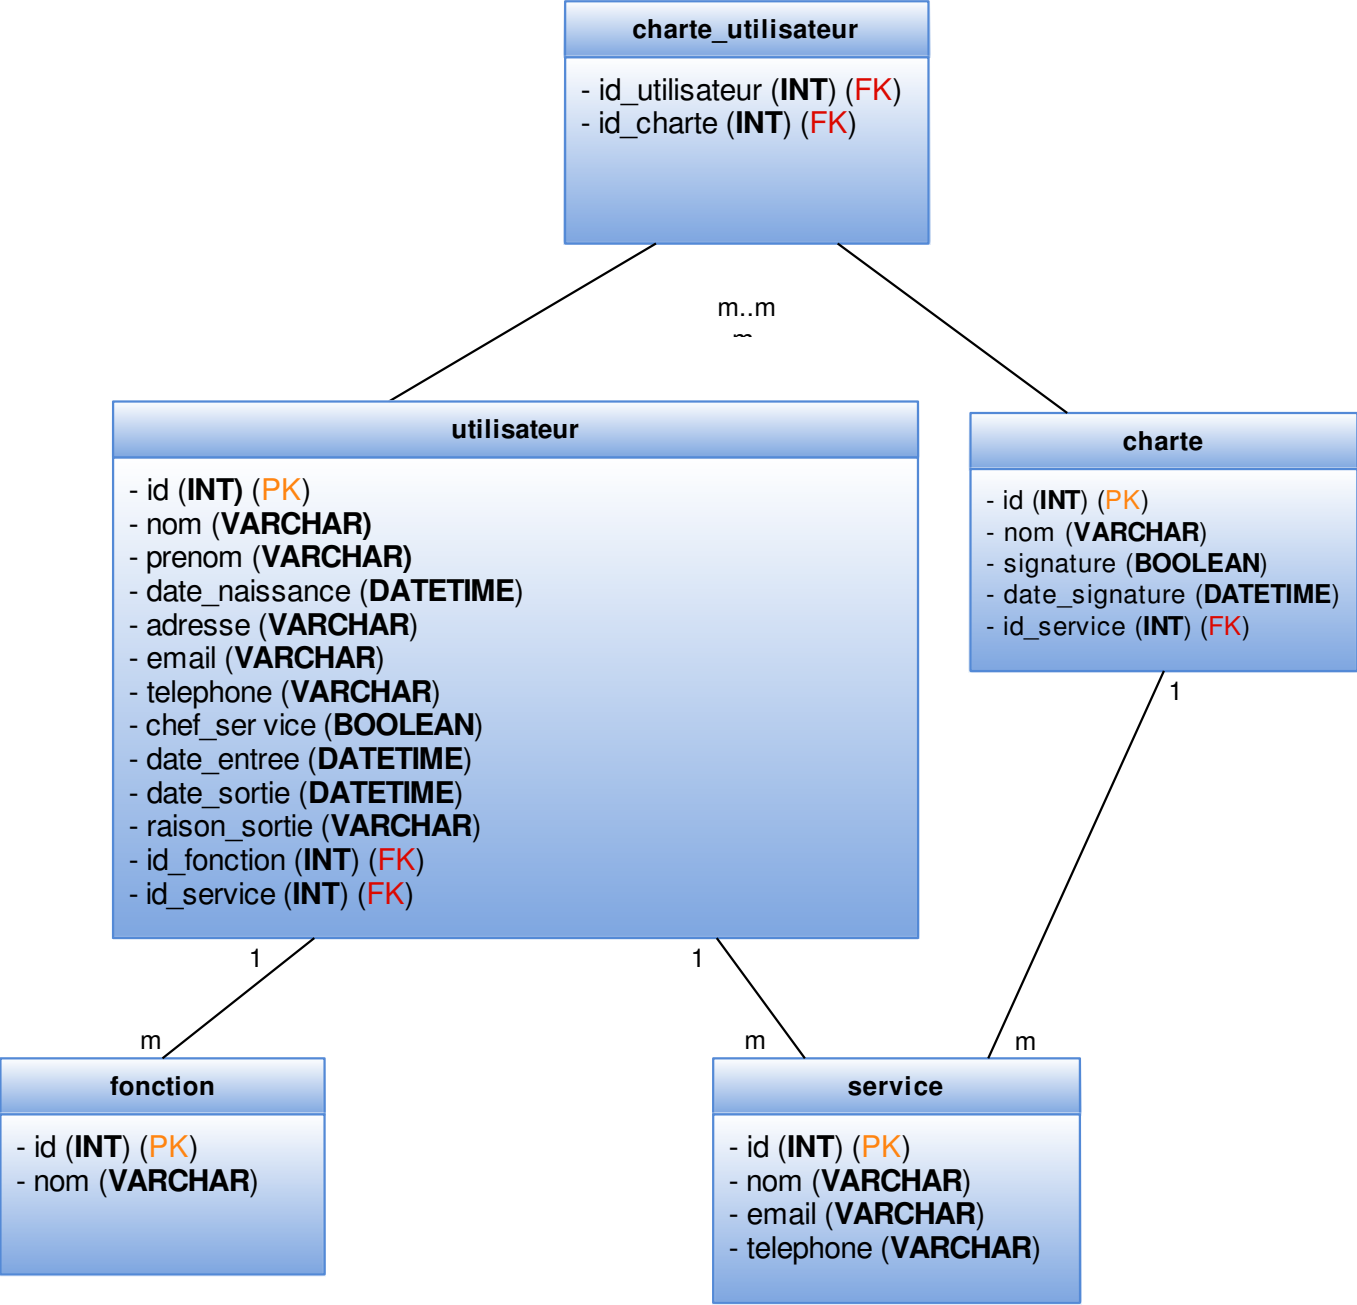 charte_utilisateur
- id_utilisateur (INT) (FK)
- id_charte (INT) (FK)
m..m
utilisateur
- id (INT) (PK)
- nom (VARCHAR)
- prenom (VARCHAR)
- date_naissance (DATETIME)
- adresse (VARCHAR)
- email (VARCHAR)
- telephone (VARCHAR)
- chef_ser vice (BOOLEAN)
- date_entree (DATETIME)
- date_sortie (DATETIME)
- raison_sortie (VARCHAR)
- id_fonction (INT) (FK)
- id_service (INT) (FK)
charte
- id (INT) (PK)
- nom (VARCHAR)
- signature (BOOLEAN)
- date_signature (DATETIME)
- id_service (INT) (FK)
1
1
1
m
m
m
fonction
- id (INT) (PK)
- nom (VARCHAR)
service
- id (INT) (PK)
- nom (VARCHAR)
- email (VARCHAR)
- telephone (VARCHAR)